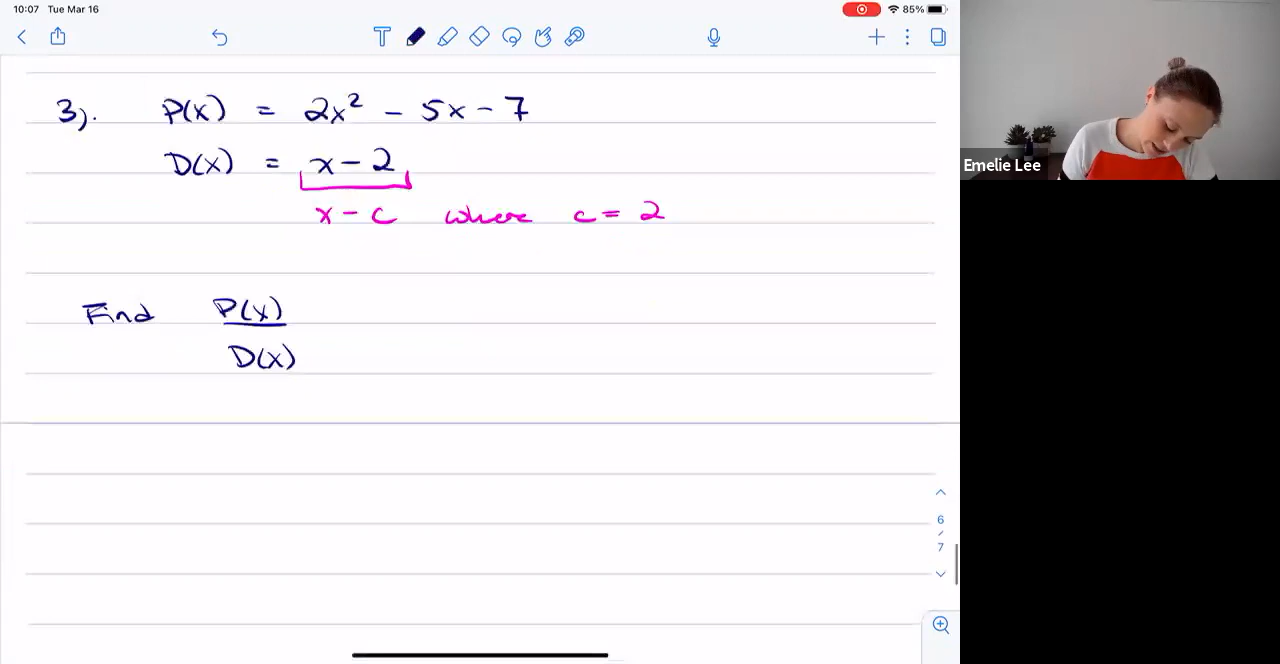 10:07 Tue Mar 16 85%
3). P(x) = 2x² - 5x - 7
D(x) = x - 2
x - c where c = 2
Find P(x)
D(x)
6
/
7
Emelie Lee